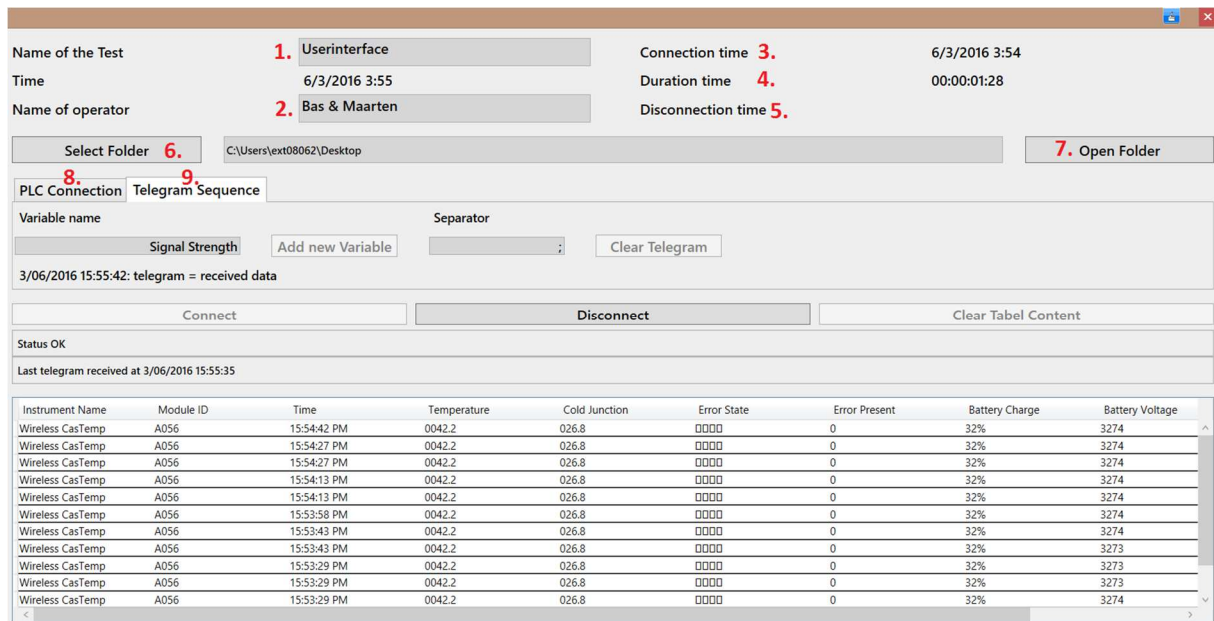 Name of the Test 1. Userinterface Connection time 3. 6/3/2016 3:54
Time 6/3/2016 3:55 Duration time 4. 00:00:01:28
Name of operator 2. Bas & Maarten Disconnection time 5.
Select Folder 6. C:\Users\ext08062\Desktop 7. Open Folder
8. 9.
PLC Connection Telegram Sequence
Variable name Separator
Signal Strength Add new Variable ; Clear Telegram
3/06/2016 15:55:42: telegram = received data
Connect Disconnect Clear Tabel Content
Status OK
Last telegram received at 3/06/2016 15:55:35
Instrument Name Module ID Time Temperature Cold Junction Error State Error Present Battery Charge Battery Voltage
Wireless CasTemp A056 15:54:42 PM 0042.2 026.8 □□□□ 0 32% 3274
Wireless CasTemp A056 15:54:27 PM 0042.2 026.8 □□□□ 0 32% 3274
Wireless CasTemp A056 15:54:27 PM 0042.2 026.8 □□□□ 0 32% 3274
Wireless CasTemp A056 15:54:13 PM 0042.2 026.8 □□□□ 0 32% 3274
Wireless CasTemp A056 15:54:13 PM 0042.2 026.8 □□□□ 0 32% 3274
Wireless CasTemp A056 15:53:58 PM 0042.2 026.8 □□□□ 0 32% 3274
Wireless CasTemp A056 15:53:43 PM 0042.2 026.8 □□□□ 0 32% 3274
Wireless CasTemp A056 15:53:43 PM 0042.2 026.8 □□□□ 0 32% 3273
Wireless CasTemp A056 15:53:29 PM 0042.2 026.8 □□□□ 0 32% 3273
Wireless CasTemp A056 15:53:29 PM 0042.2 026.8 □□□□ 0 32% 3273
Wireless CasTemp A056 15:53:29 PM 0042.2 026.8 □□□□ 0 32% 3274